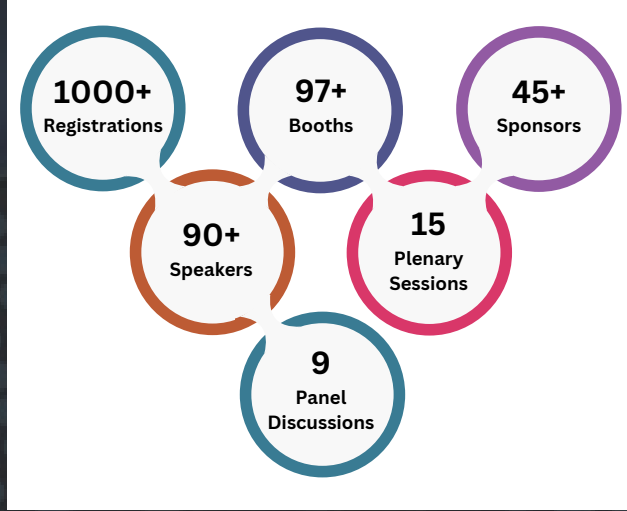 1000+
Registrations
97+
Booths
45+
Sponsors
90+
Speakers
15
Plenary
Sessions
9
Panel
Discussions